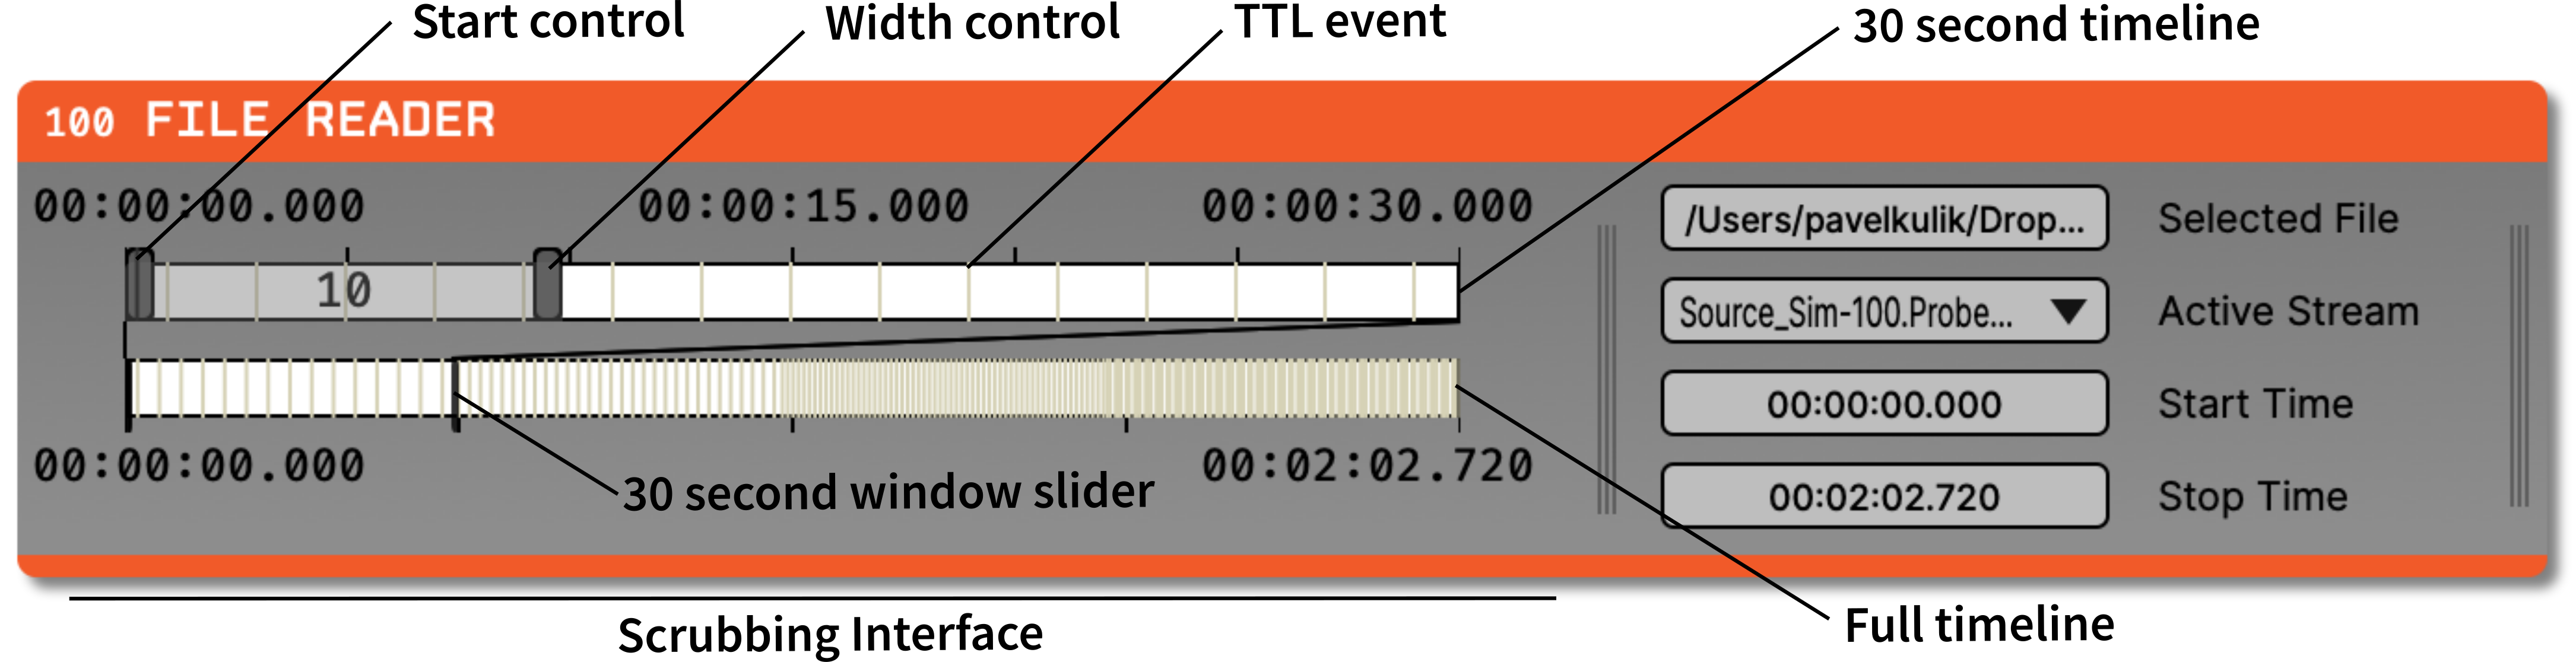 Start control
Width control
TTL event
30 second timeline
100 FILE READER
00:00:00.000
00:00:15.000
00:00:30.000
10
00:00:00.000
00:02:02.720
30 second window slider
/Users/pavelkulik/Drop...
Selected File
Source_Sim-100.Probe...
Active Stream
00:00:00.000
Start Time
00:02:02.720
Stop Time
Scrubbing Interface
Full timeline